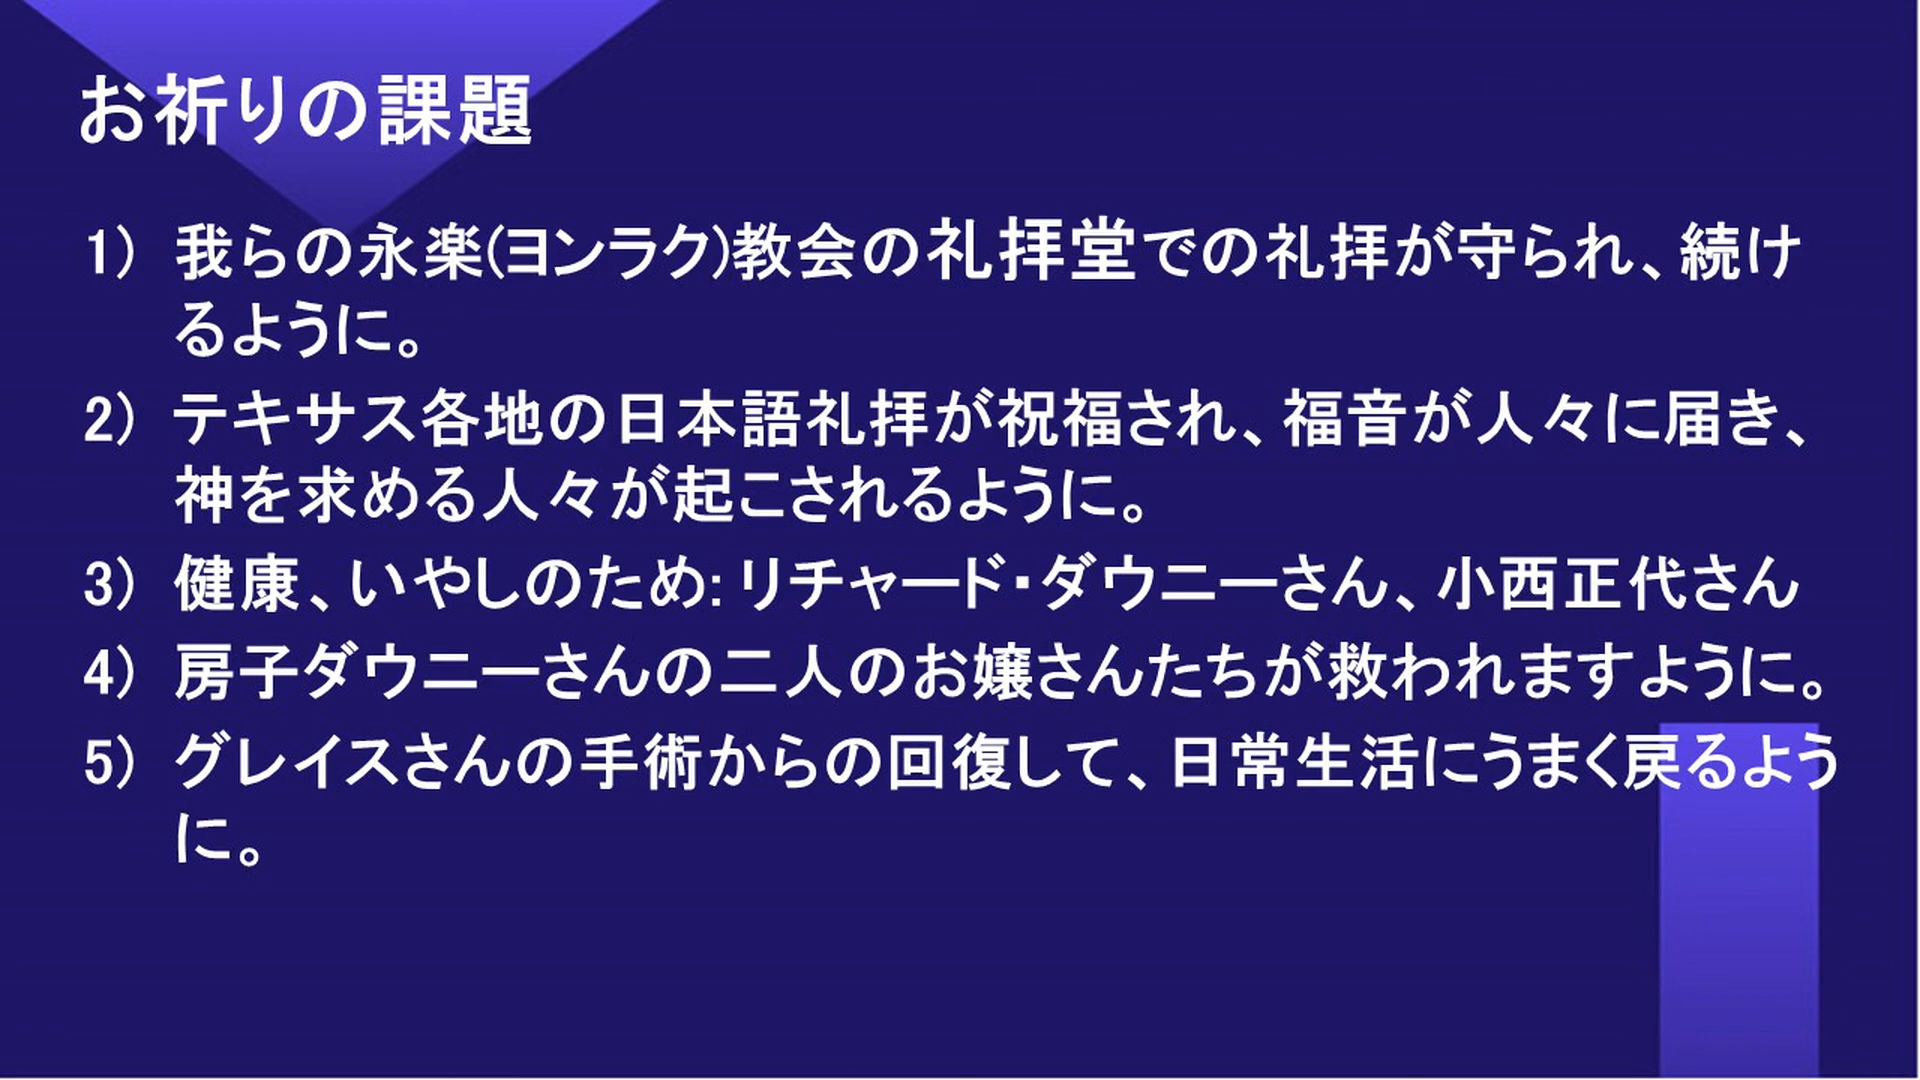 お祈りの課題
1) 我らの永楽(ヨンラク)教会の礼拝堂での礼拝が守られ、続け
るように。
2) テキサス各地の日本語礼拝が祝福され、福音が人々に届き、
神を求める人々が起こされるように。
3) 健康、いやしのため: リチャード・ダウニーさん、小西正代さん
4) 房子ダウニーさんの二人のお嬢さんたちが救われますように。
5) グレイスさんの手術からの回復して、日常生活にうまく戻るよう
に。